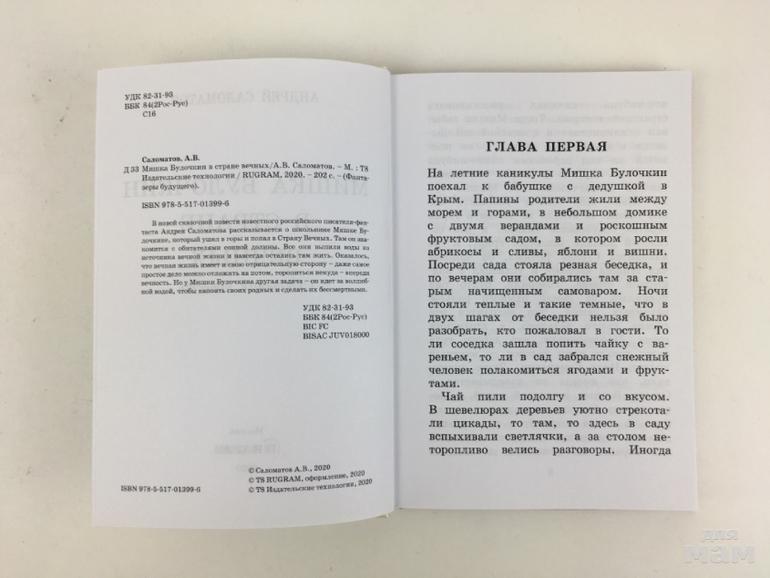 УДК 82-31-93
ББК 84(2Рос-Рус)
С16
Саломатов, А.В.
Д 33 Мишка Булочкин в стране вечных/А.В. Саломатов. – М. : Т8
Издательские технологии / RUGRAM, 2020. – 202 с. – (Фанта-
зеры будущего).
ISBN 978-5-517-01399-6
В новой сказочной повести известного российского писателя-фан-
таста Андрея Саломатова рассказывается о школьнике Мишке Бу-
лочкине, который ушел в горы и попал в Страну Вечных. Там он зна-
комится с обитателями сонной долины. Все они выпили воды из
источника вечной жизни и навсегда остались там жить. Оказалось,
что вечная жизнь имеет и свою отрицательную сторону – даже самое
простое дело можно отложить на потом, торопиться некуда – впереди
вечность. Но у Мишки Булочкина другая задача – он идет за волшеб-
ной водой, чтобы напоить своих родных и сделать их бессмертными.
УДК 82-31-93
ББК 84(2Рос-Рус)
BIC FC
BISAC JUV018000
© Саломатов А.В., 2020
© T8 RUGRAM, оформление, 2020
© T8 Издательские технологии, 2020
ISBN 978-5-517-01399-6
ГЛАВА ПЕРВАЯ
На летние каникулы Мишка Булочкин
поехал к бабушке с дедушкой в
Крым. Папины родители жили между
морем и горами, в небольшом домике
с двумя верандами и роскошным
фруктовым садом, в котором росли
абрикосы и сливы, яблони и вишни.
Посреди сада стояла резная беседка, и
по вечерам они собирались там за ста-
рым начищенным самоваром. Ночи
стояли теплые и такие темные, что в
двух шагах от беседки нельзя было
разобрать, кто пожаловал в гости. То
ли соседка зашла попить чайку с ва-
реньем, то ли в сад забрался снежный
человек полакомиться ягодами и фрук-
тами.
Чай пили подолгу и со вкусом.
В шевелюрах деревьев уютно стрекота-
ли цикады, то там, то здесь в саду
вспыхивали светлячки, а за столом не-
торопливо велись разговоры. Иногда
для
мам